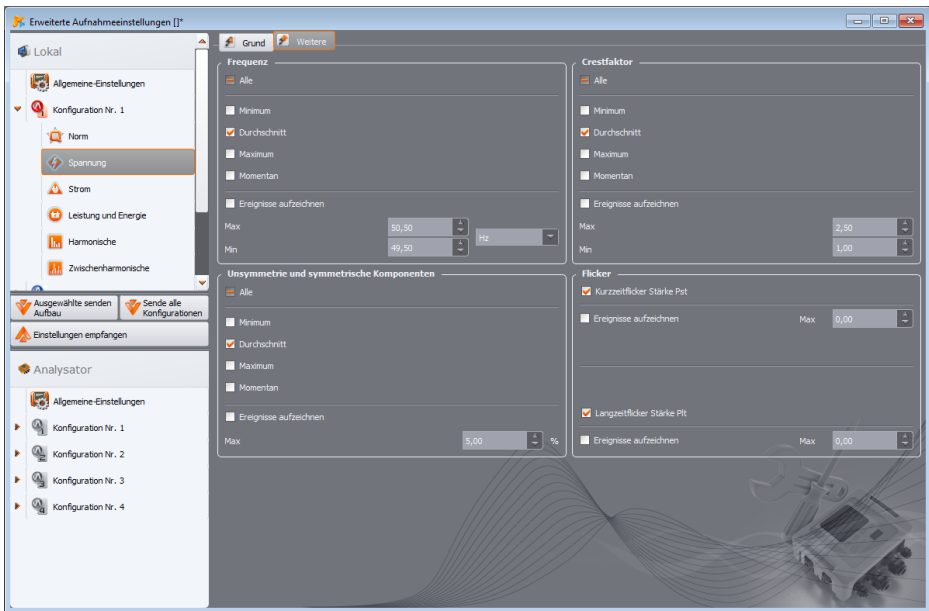 Erweiterte Aufnahmeeinstellungen []*
Lokal
Allgemeine-Einstellungen
Konfiguration Nr. 1
Norm
Spannung
Strom
Leistung und Energie
Harmonische
Zwischenharmonische
Ausgewählte senden Aufbau
Sende alle Konfigurationen
Einstellungen empfangen
Analysator
Allgemeine-Einstellungen
Konfiguration Nr. 1
Konfiguration Nr. 2
Konfiguration Nr. 3
Konfiguration Nr. 4
Grund
Weitere
Frequenz
Alle
Minimum
Durchschnitt
Maximum
Momentan
Ereignisse aufzeichnen
Max 50,50
Hz
Min 49,50
Crestfaktor
Alle
Minimum
Durchschnitt
Maximum
Momentan
Ereignisse aufzeichnen
Max 2,50
Min 1,00
Unsymmetrie und symmetrische Komponenten
Alle
Minimum
Durchschnitt
Maximum
Momentan
Ereignisse aufzeichnen
Max 5,00 %
Flicker
Kurzzeitflicker Stärke Pst
Ereignisse aufzeichnen Max 0,00
Langzeitflicker Stärke Plt
Ereignisse aufzeichnen Max 0,00